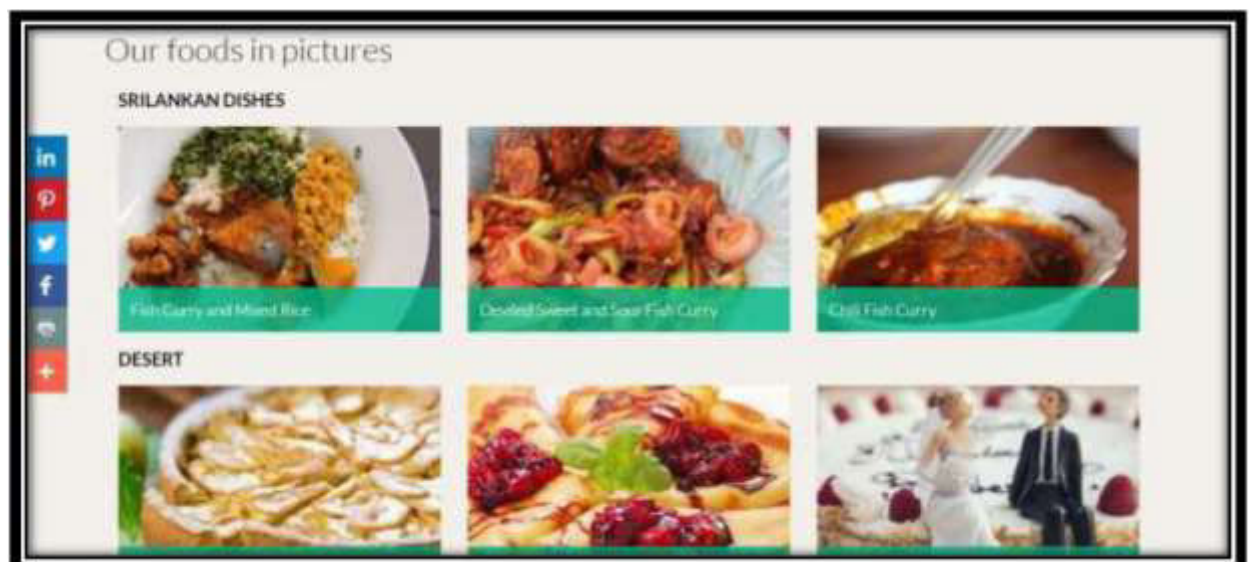 Our foods in pictures
SRILANKAN DISHES
in
f
Fish Curry and Mixed Rice
Deviled Sweet and Sour Fish Curry
Chili Fish Curry
DESERT